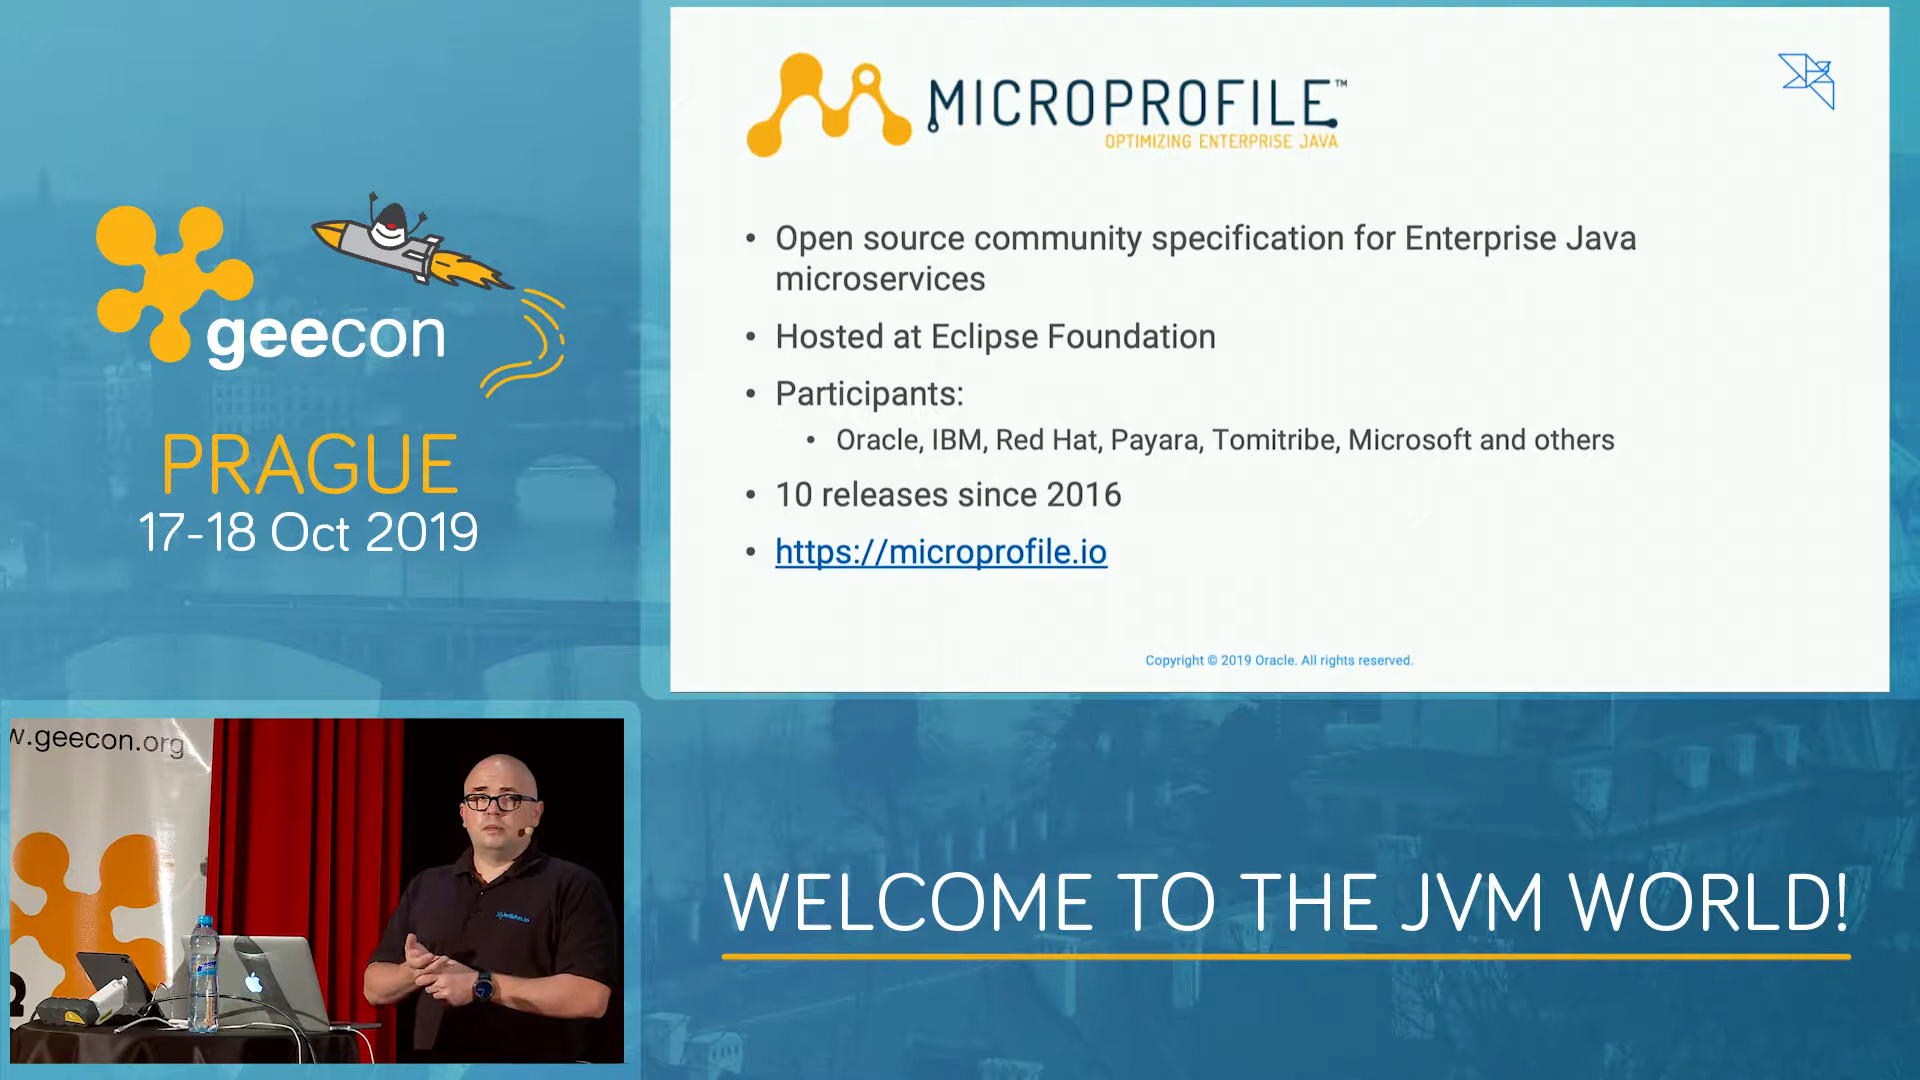 geecon
PRAGUE
17-18 Oct 2019
MICROPROFILE™
OPTIMIZING ENTERPRISE JAVA
• Open source community specification for Enterprise Java
microservices
• Hosted at Eclipse Foundation
• Participants:
• Oracle, IBM, Red Hat, Payara, Tomitribe, Microsoft and others
• 10 releases since 2016
• https://microprofile.io
Copyright © 2019 Oracle. All rights reserved.
w.geecon.org
WELCOME TO THE JVM WORLD!